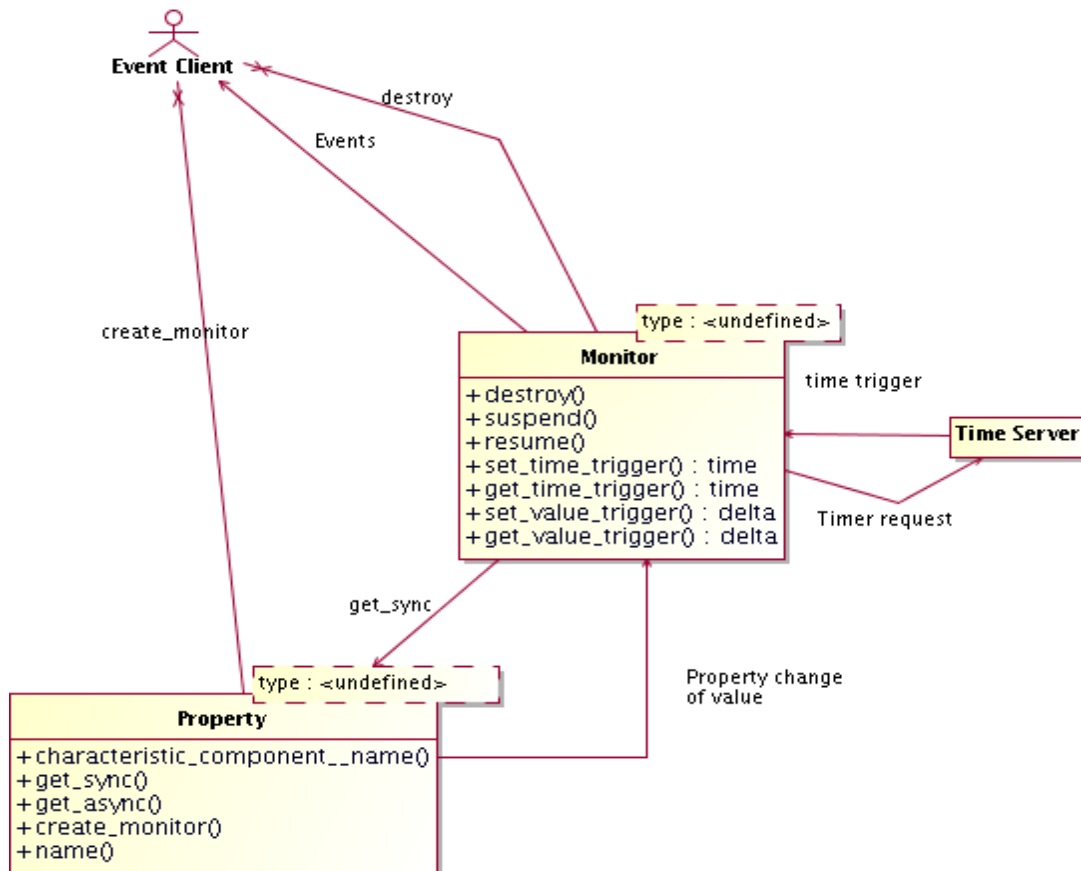 Event Client
destroy
Events
create_monitor
type : <undefined>
Monitor
+destroy()
+suspend()
+resume()
+set_time_trigger() : time
+get_time_trigger() : time
+set_value_trigger() : delta
+get_value_trigger() : delta
time trigger
Time Server
Timer request
get_sync
Property change
of value
type : <undefined>
Property
+characteristic_component__name()
+get_sync()
+get_async()
+create_monitor()
+name()